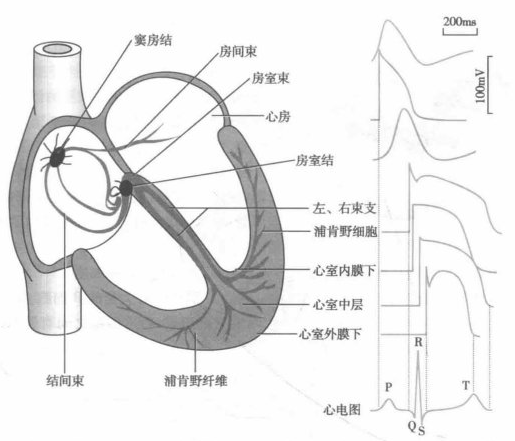 窦房结
200ms
房间束
100mV
房室束
心房
房室结
左、右束支
浦肯野细胞
心室内膜下
心室中层
心室外膜下
R
结间束
浦肯野纤维
P
T
心电图
Q
S